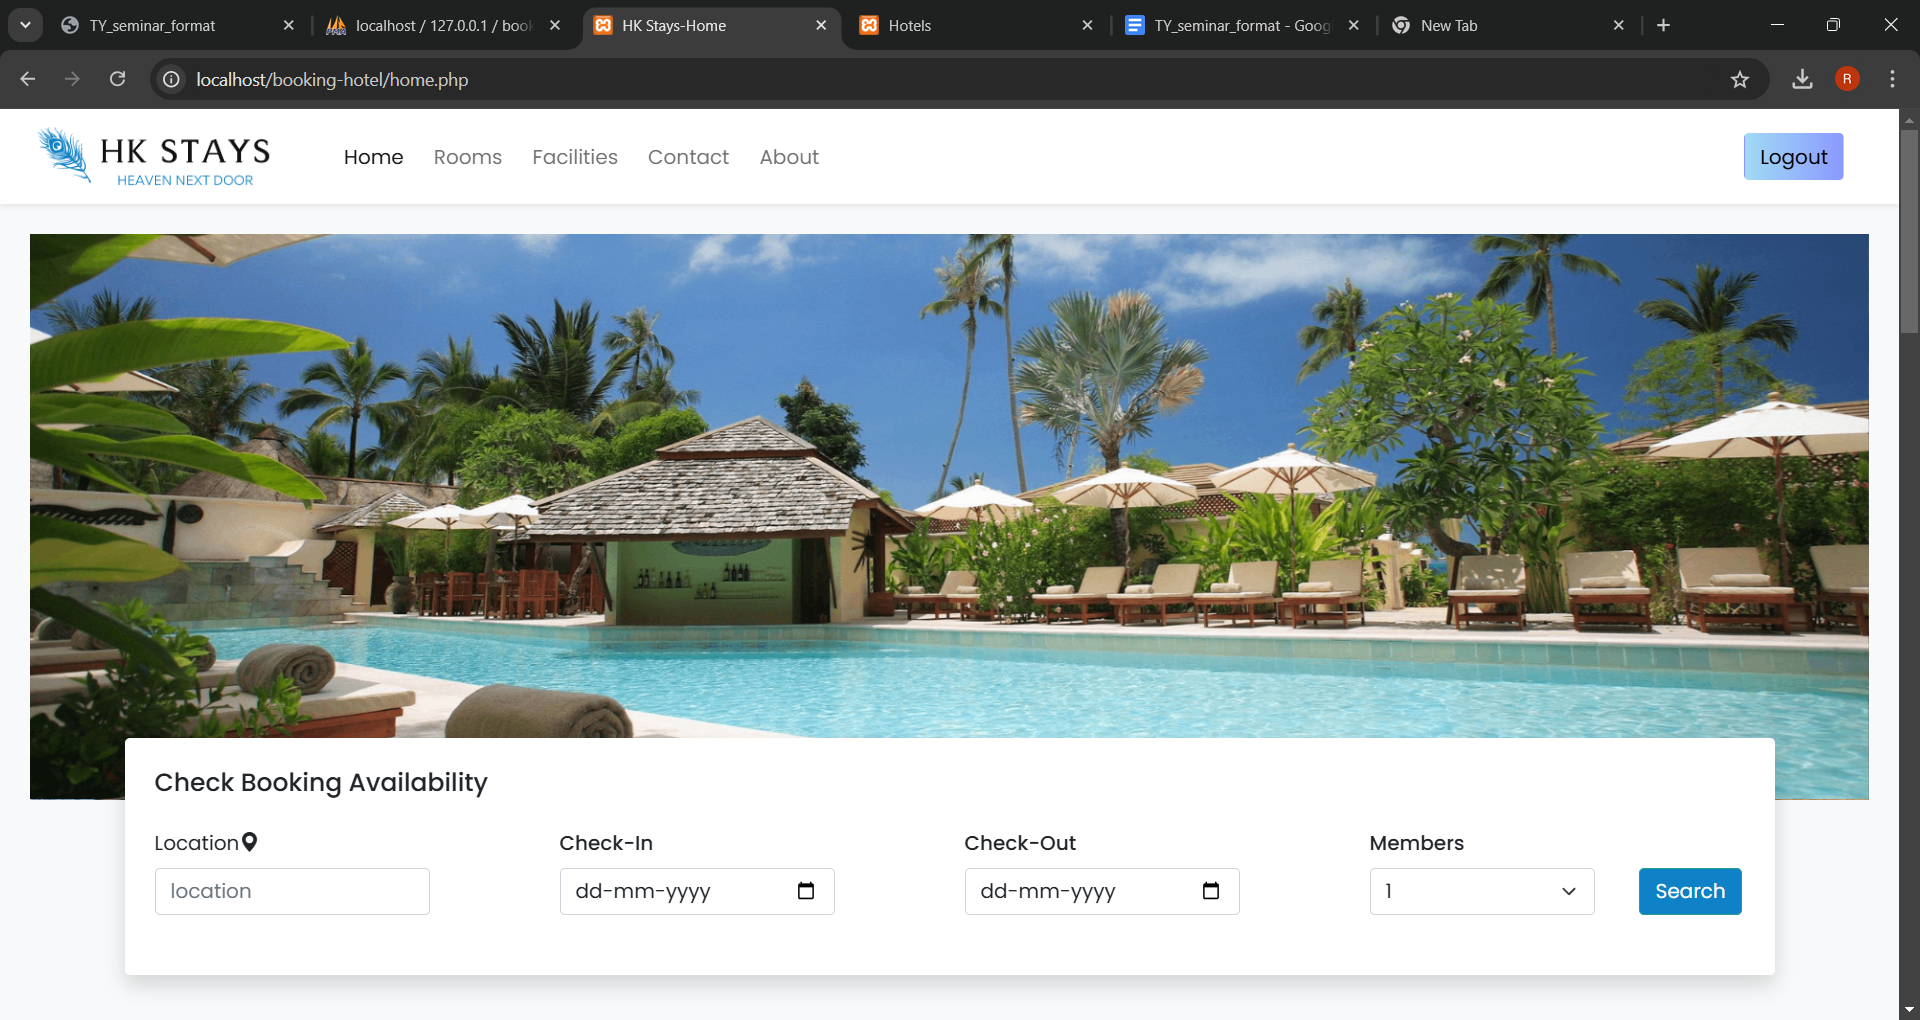 TY_seminar_format
localhost / 127.0.0.1 / book
HK Stays-Home
Hotels
TY_seminar_format - Goog
New Tab
localhost/booking-hotel/home.php
R
HK STAYS
HEAVEN NEXT DOOR
Home
Rooms
Facilities
Contact
About
Logout
Check Booking Availability
Location
Check-In
Check-Out
Members
location
dd-mm-yyyy
dd-mm-yyyy
1
Search